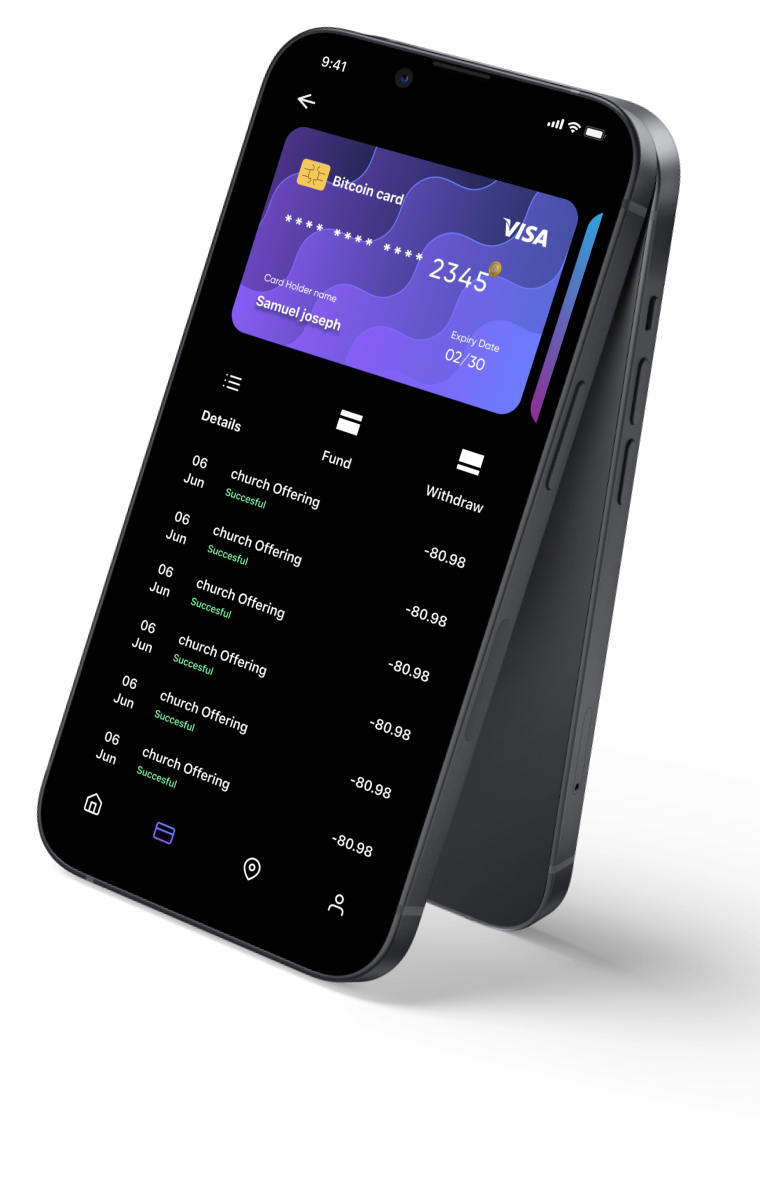 9:41
Bitcoin card
VISA
**** **** **** 2345
Card Holder name
Samuel joseph
Expiry Date
02/30
Details
Fund
Withdraw
06 Jun
church Offering
Succesful
-80.98
06 Jun
church Offering
Succesful
-80.98
06 Jun
church Offering
Succesful
-80.98
06 Jun
church Offering
Succesful
-80.98
06 Jun
church Offering
Succesful
-80.98
06 Jun
church Offering
Succesful
-80.98